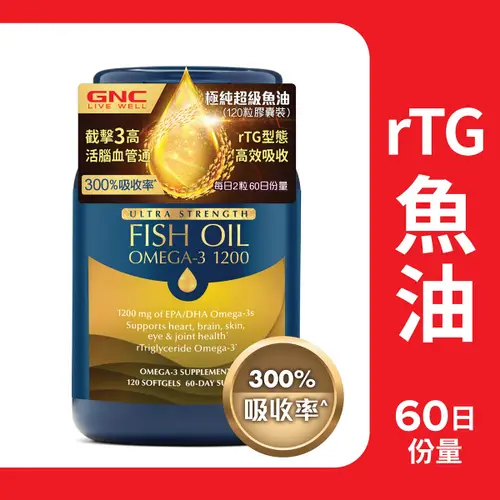 GNC
LIVE WELL
極純超級魚油
(120粒膠囊裝)
截擊3高
活腦血管通
rTG型態
高效吸收
300%吸收率^
每日2粒 60日份量
ULTRA STRENGTH
FISH OIL
OMEGA-3 1200
1200 mg of EPA/DHA Omega-3s
Supports heart, brain, skin,
eye & joint health
rTriglyceride Omega-3
OMEGA-3 SUPPLEMENT
120 SOFTGELS 60-DAY
300%
吸收率^
rTG
魚油
60日
份量